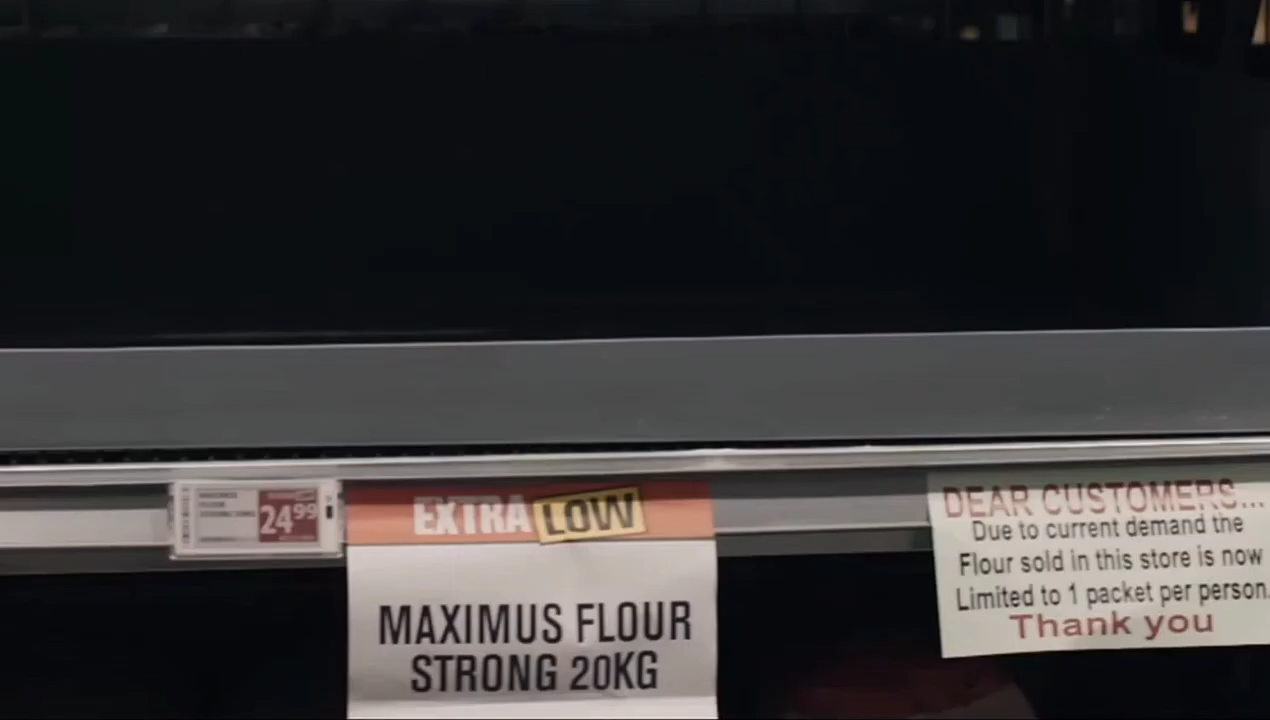 24.99
EXTRA LOW
MAXIMUS FLOUR
STRONG 20KG
DEAR CUSTOMERS...
Due to current demand the
Flour sold in this store is now
Limited to 1 packet per person.
Thank you